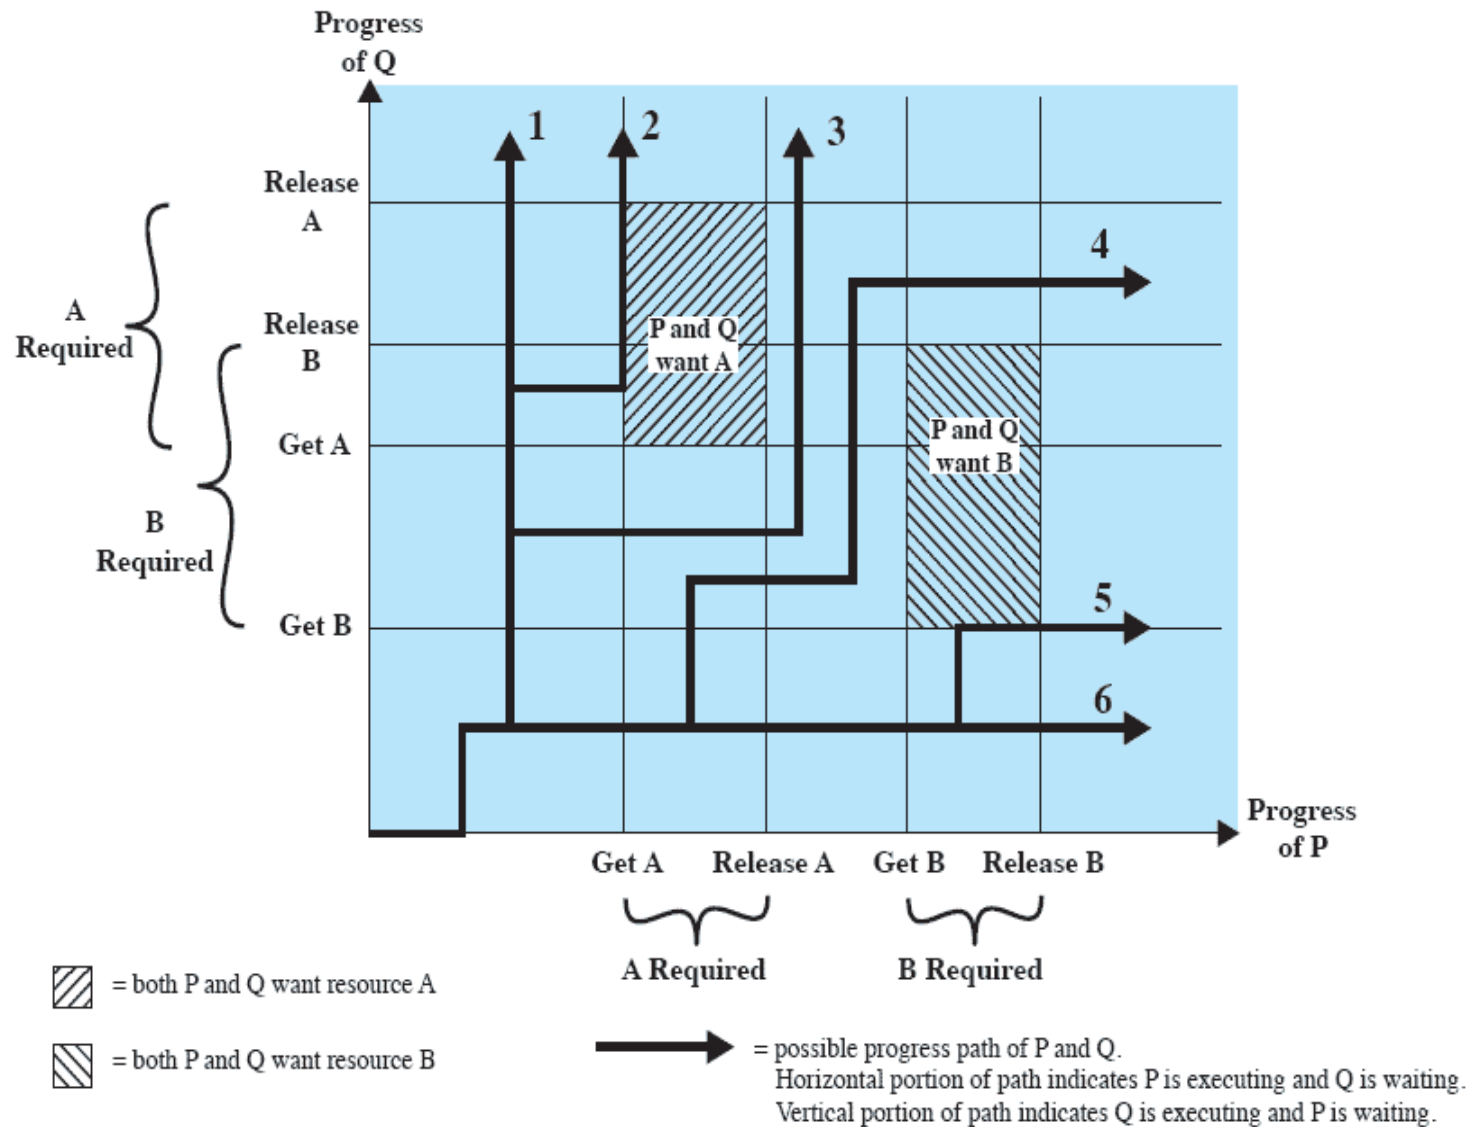 Progress
of Q
1
2
3
Release
A
4
A
Required
Release
B
P and Q
want A
Get A
P and Q
want B
B
Required
Get B
5
6
Progress
of P
Get A
Release A
Get B
Release B
A Required
B Required
= both P and Q want resource A
= both P and Q want resource B
= possible progress path of P and Q.
Horizontal portion of path indicates P is executing and Q is waiting.
Vertical portion of path indicates Q is executing and P is waiting.